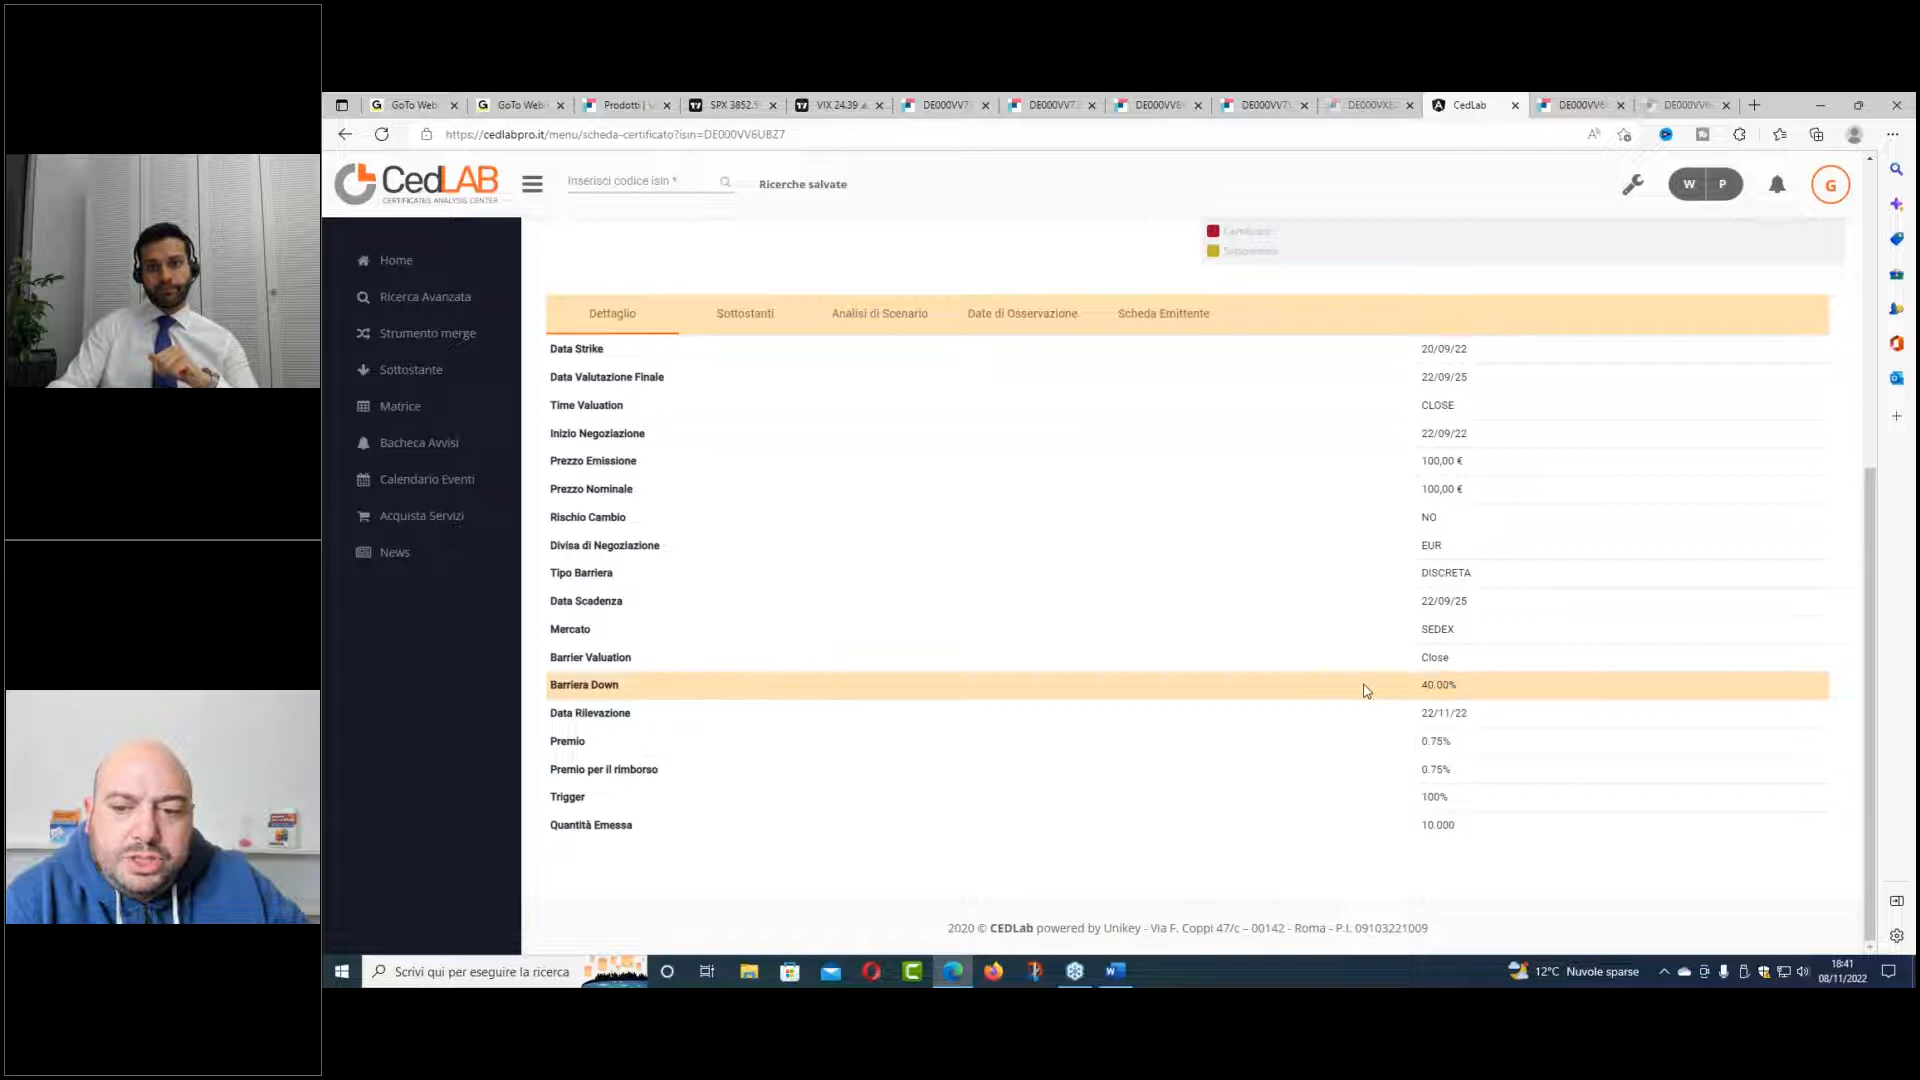 GoTo Web
GoTo Web
Prodotti |
SPX 3852.5
VIX 24.39
DE000VV7
DE000VV7
DE000VV8
DE000VV7
DE000VX8
CedLab
DE000VV6
DE000VV6
https://cedlabpro.it/menu/scheda-certificato?isin=DE000VV6UBZ7
CedLAB
CERTIFICATES ANALYSIS CENTER
Inserisci codice isin *
Ricerche salvate
W P
G
Home
Ricerca Avanzata
Strumento merge
Sottostante
Matrice
Bacheca Avvisi
Calendario Eventi
Acquista Servizi
News
Certificato
Sottostante
Dettaglio Sottostanti Analisi di Scenario Date di Osservazione Scheda Emittente
Data Strike 20/09/22
Data Valutazione Finale 22/09/25
Time Valuation CLOSE
Inizio Negoziazione 22/09/22
Prezzo Emissione 100,00 €
Prezzo Nominale 100,00 €
Rischio Cambio NO
Divisa di Negoziazione EUR
Tipo Barriera DISCRETA
Data Scadenza 22/09/25
Mercato SEDEX
Barrier Valuation Close
Barriera Down 40.00%
Data Rilevazione 22/11/22
Premio 0.75%
Premio per il rimborso 0.75%
Trigger 100%
Quantità Emessa 10.000
2020 © CEDLab powered by Unikey - Via F. Coppi 47/c – 00142 - Roma - P.I. 09103221009
Scrivi qui per eseguire la ricerca
12°C Nuvole sparse
18:41
08/11/2022